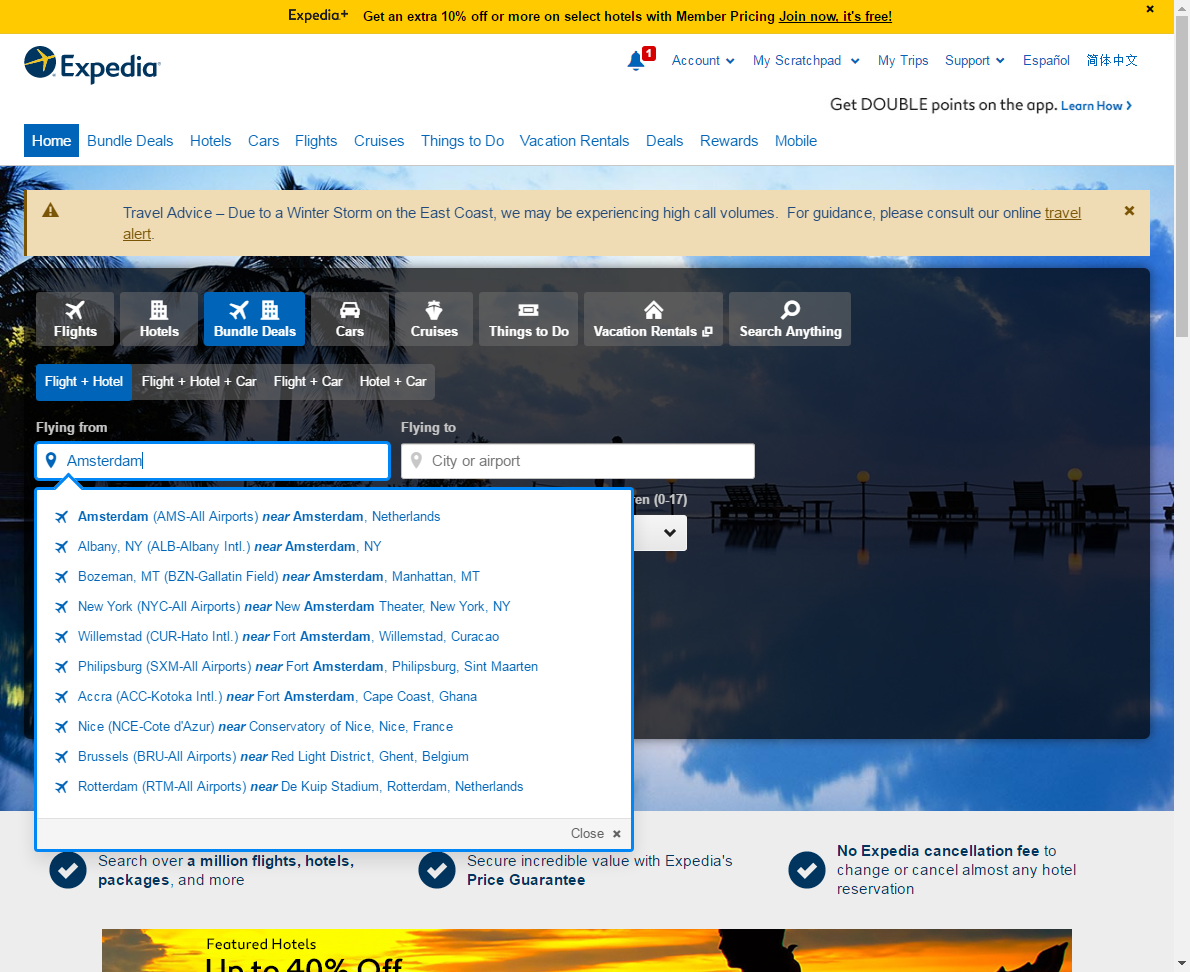 Expedia+ Get an extra 10% off or more on select hotels with Member Pricing Join now, it's free!
Expedia
1
Account My Scratchpad My Trips Support Español 简体中文
Get DOUBLE points on the app. Learn How
Home Bundle Deals Hotels Cars Flights Cruises Things to Do Vacation Rentals Deals Rewards Mobile
Travel Advice – Due to a Winter Storm on the East Coast, we may be experiencing high call volumes. For guidance, please consult our online travel
alert.
Flights Hotels Bundle Deals Cars Cruises Things to Do Vacation Rentals Search Anything
Flight + Hotel Flight + Hotel + Car Flight + Car Hotel + Car
Flying from Flying to
Amsterdam City or airport
ren (0-17)
Amsterdam (AMS-All Airports) near Amsterdam, Netherlands
Albany, NY (ALB-Albany Intl.) near Amsterdam, NY
Bozeman, MT (BZN-Gallatin Field) near Amsterdam, Manhattan, MT
New York (NYC-All Airports) near New Amsterdam Theater, New York, NY
Willemstad (CUR-Hato Intl.) near Fort Amsterdam, Willemstad, Curacao
Philipsburg (SXM-All Airports) near Fort Amsterdam, Philipsburg, Sint Maarten
Accra (ACC-Kotoka Intl.) near Fort Amsterdam, Cape Coast, Ghana
Nice (NCE-Cote d'Azur) near Conservatory of Nice, Nice, France
Brussels (BRU-All Airports) near Red Light District, Ghent, Belgium
Rotterdam (RTM-All Airports) near De Kuip Stadium, Rotterdam, Netherlands
Close
Search over a million flights, hotels,
packages, and more
Secure incredible value with Expedia's
Price Guarantee
No Expedia cancellation fee to
change or cancel almost any hotel
reservation
Featured Hotels
Up to 40% Off